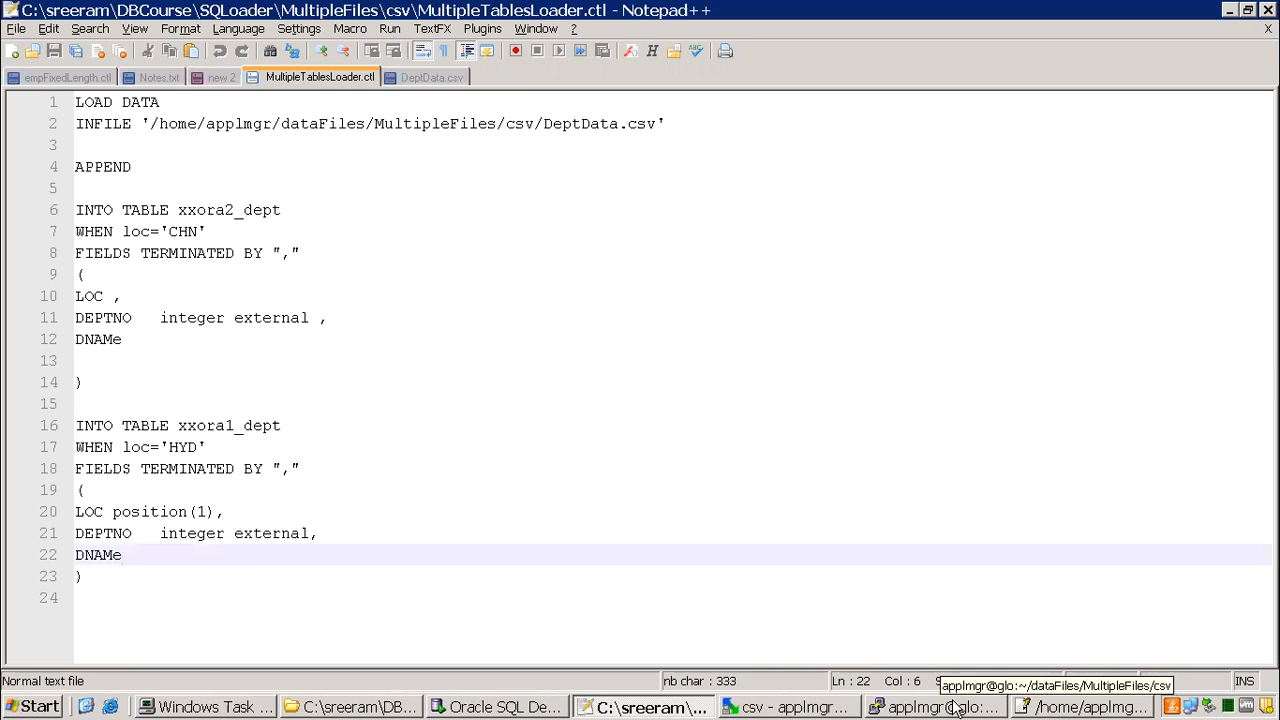 C:\sreeram\DBCourse\SQLoader\MultipleFiles\csv\MultipleTablesLoader.ctl - Notepad++
File Edit Search View Format Language Settings Macro Run TextFX Plugins Window ?
empFixedLength.ctl Notes.txt new 2 MultipleTablesLoader.ctl DeptData.csv
1 LOAD DATA
2 INFILE '/home/applmgr/dataFiles/MultipleFiles/csv/DeptData.csv'
3
4 APPEND
5
6 INTO TABLE xxora2_dept
7 WHEN loc='CHN'
8 FIELDS TERMINATED BY ","
9 (
10 LOC ,
11 DEPTNO integer external ,
12 DNAMe
13
14 )
15
16 INTO TABLE xxora1_dept
17 WHEN loc='HYD'
18 FIELDS TERMINATED BY ","
19 (
20 LOC position(1),
21 DEPTNO integer external,
22 DNAMe
23 )
24
Normal text file nb char : 333 Ln : 22 Col : 6 INS
applmgr@glo:~/dataFiles/MultipleFiles/csv
Start Windows Task ... C:\sreeram\DB... Oracle SQL De... C:\sreeram\... csv - applmgr... applmgr@glo:... /home/applmg...